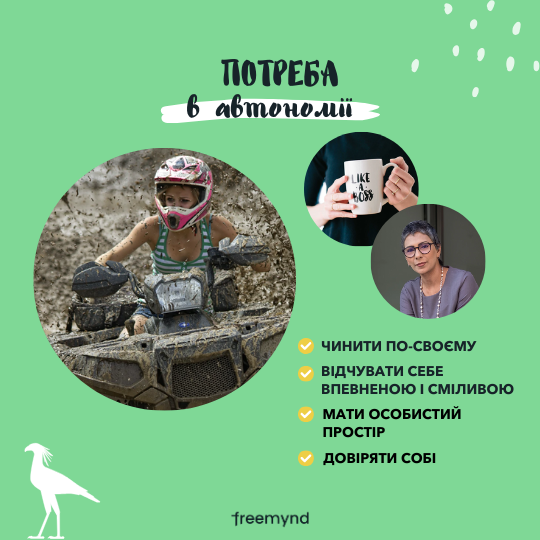 ПОТРЕБА
в автономії
LIKE
A
BOSS
ЧИНИТИ ПО-СВОЄМУ
ВІДЧУВАТИ СЕБЕ
ВПЕВНЕНОЮ І СМІЛИВОЮ
МАТИ ОСОБИСТИЙ
ПРОСТІР
ДОВІРЯТИ СОБІ
freemynd